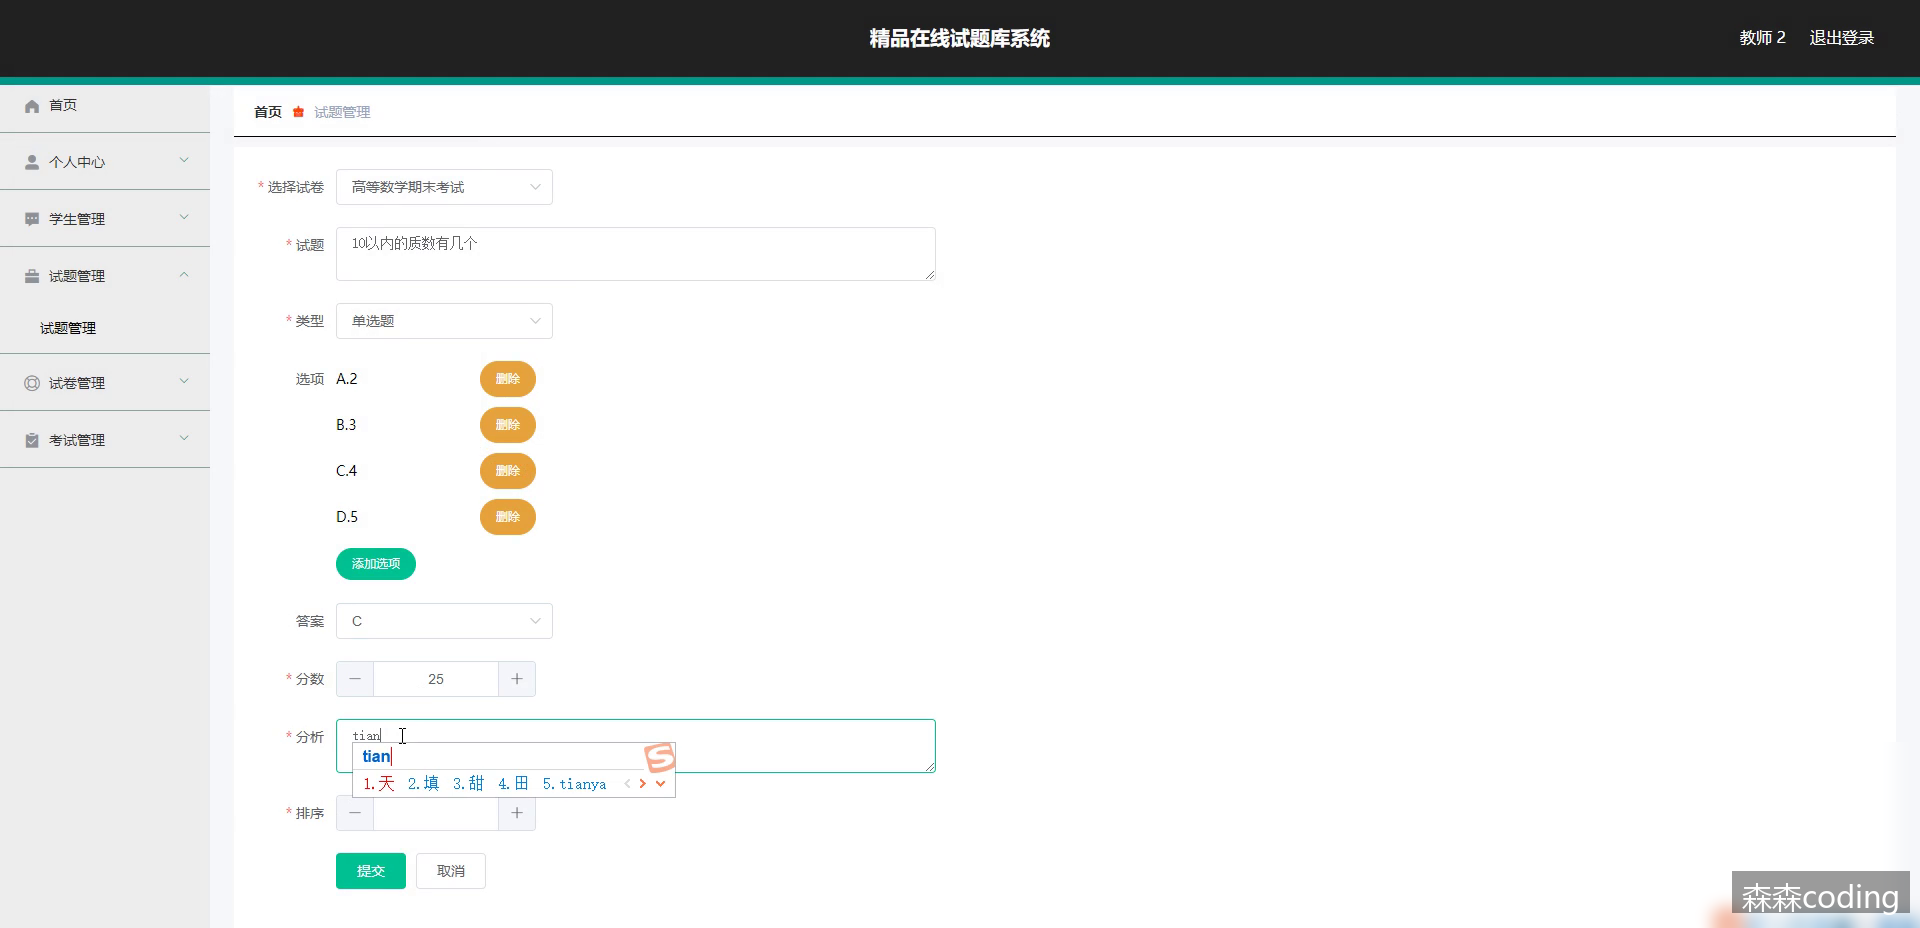 精品在线试题库系统
教师 2 退出登录
首页
个人中心
学生管理
试题管理
试题管理
试卷管理
考试管理
首页 试题管理
* 选择试卷 高等数学期末考试
* 试题 10以内的质数有几个
* 类型 单选题
选项 A.2 删除
B.3 删除
C.4 删除
D.5 删除
添加选项
答案 C
* 分数 25
* 分析 tian
tian
1.天 2.填 3.甜 4.田 5.tianya
* 排序
提交 取消
森森coding